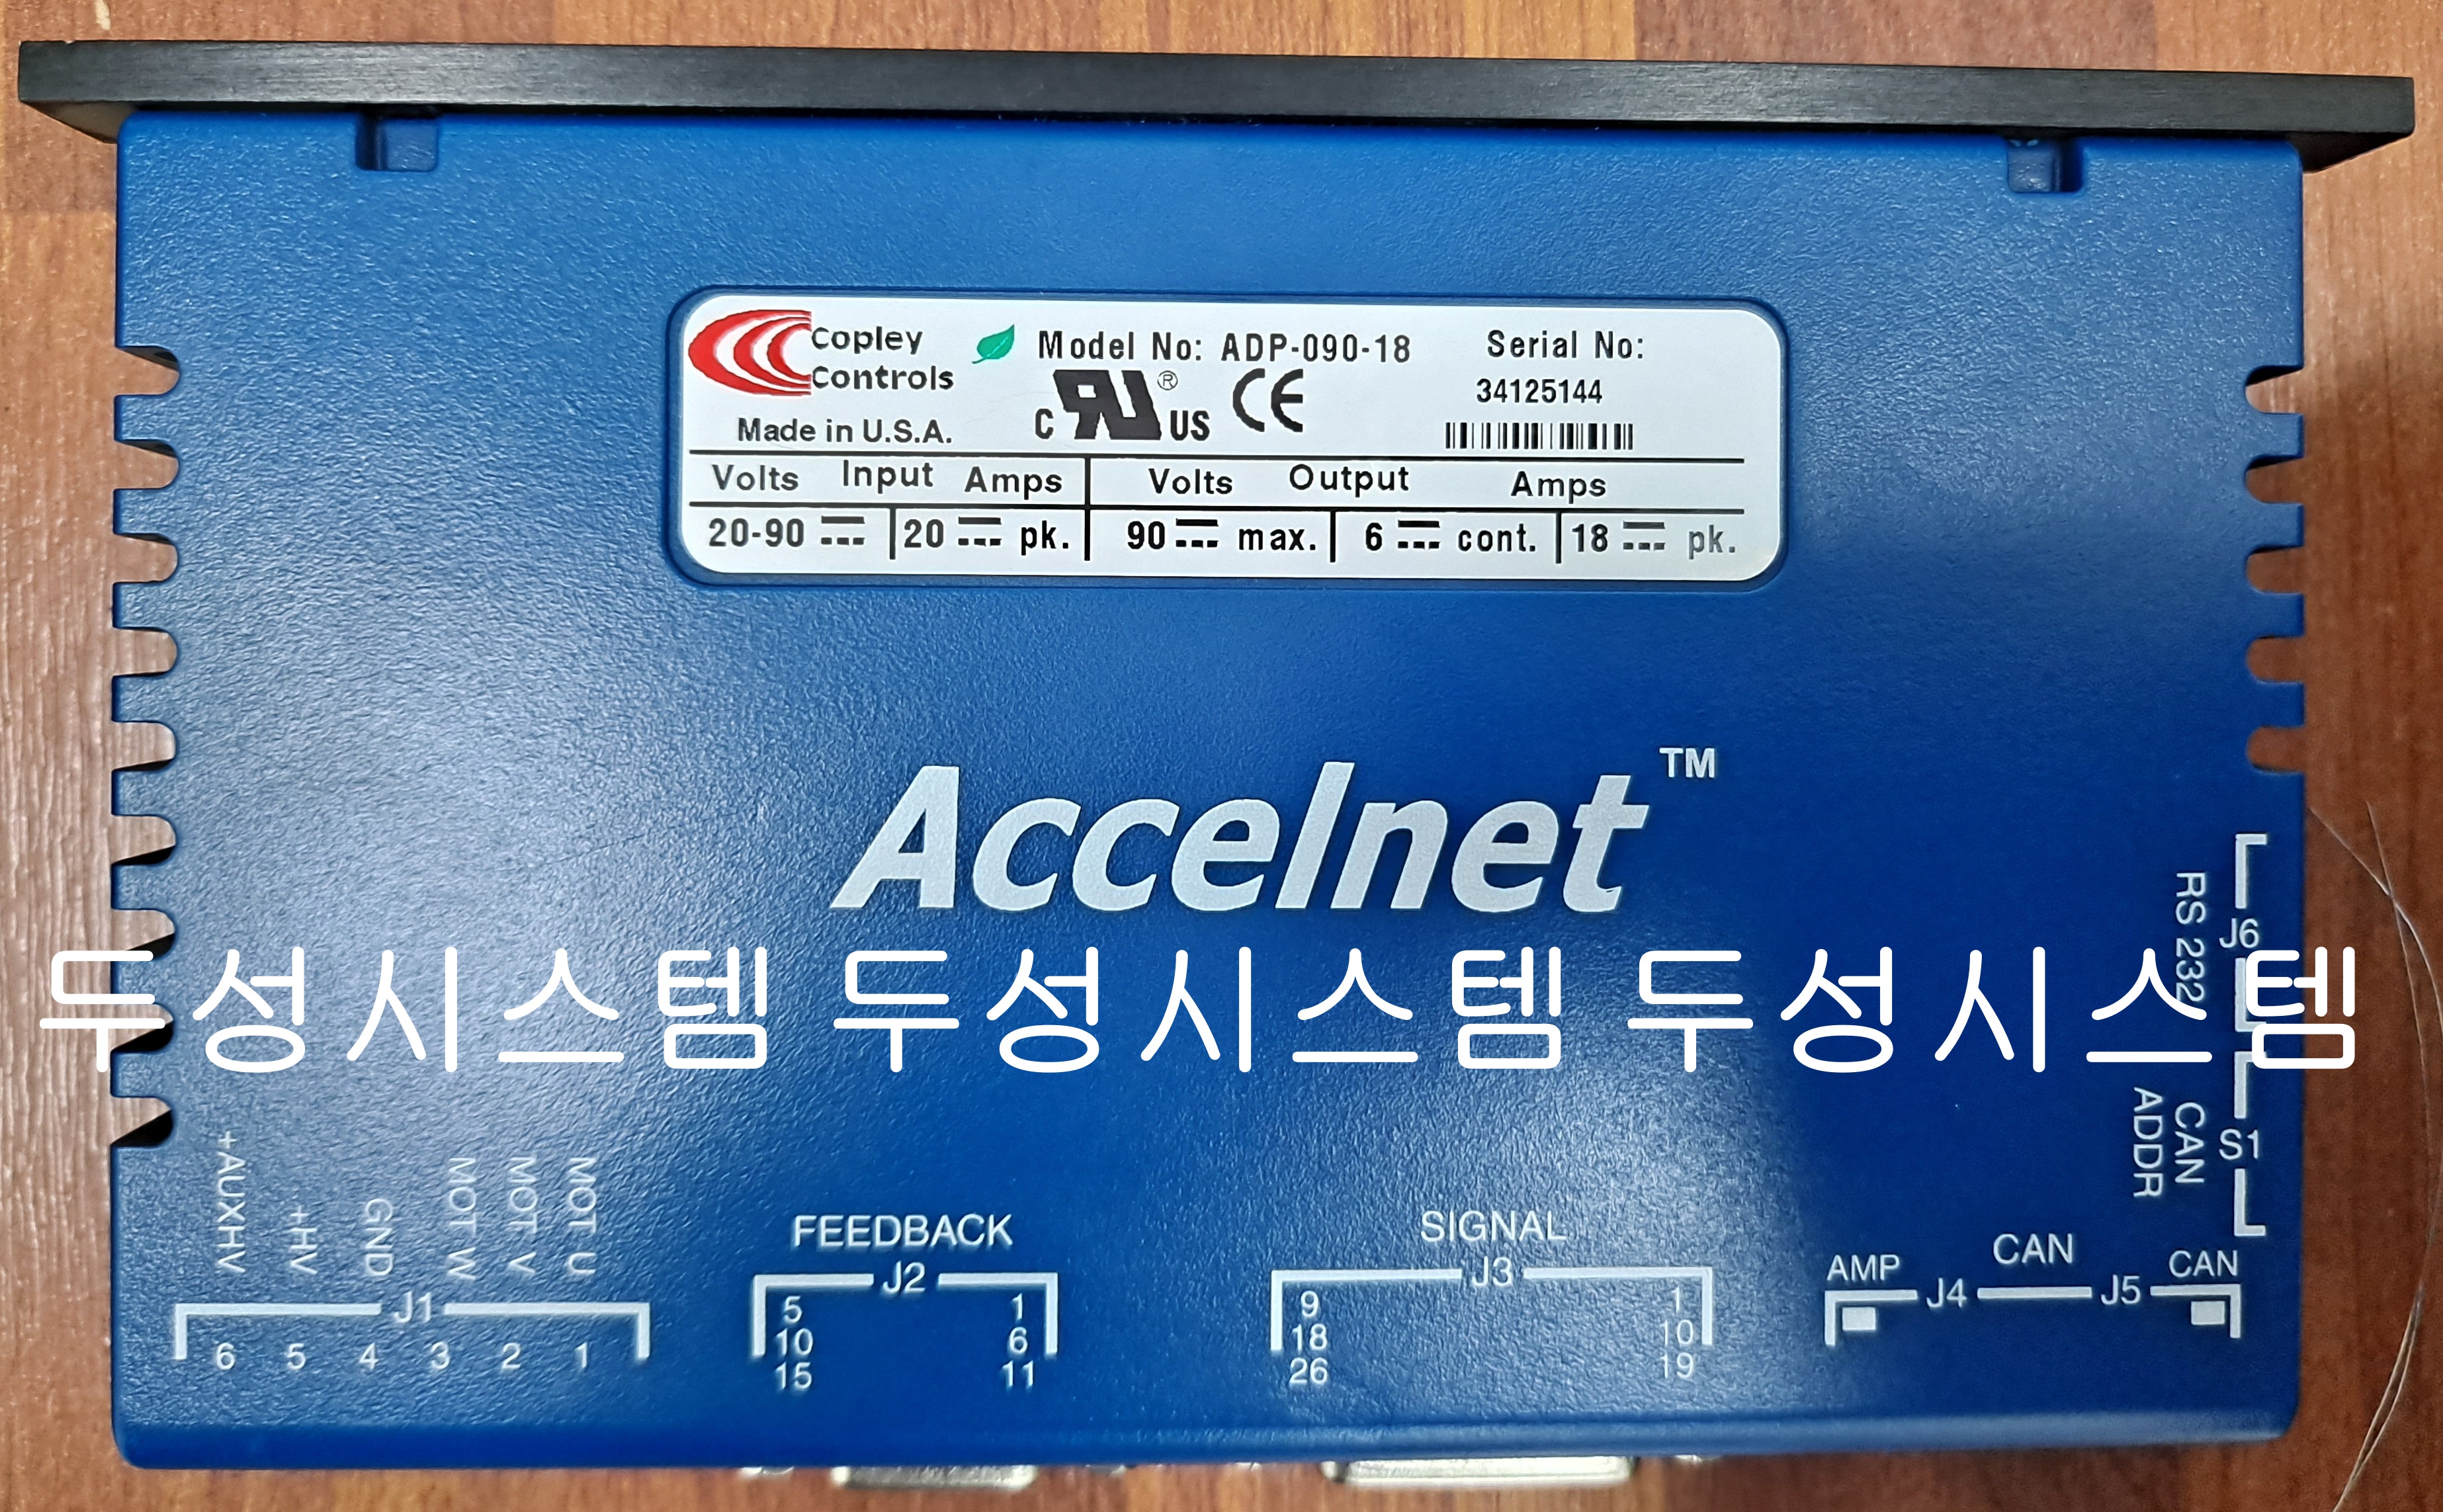 Copley
Controls
Model No: ADP-090-18
Serial No:
34125144
Made in U.S.A.
C RU ® US CE
Volts Input Amps Volts Output Amps
20-90 20 pk. 90 max. 6 cont. 18 pk.
Accelnet TM
두성시스템 두성시스템 두성시스템
RS 232
J6
CAN
ADDR
S1
+AUXHV
+HV
GND
MOT W
MOT V
MOT U
J1
6 5 4 3 2 1
FEEDBACK
J2
5 1
10 6
15 11
SIGNAL
J3
9 1
18 10
26 19
CAN
AMP J4 J5 CAN